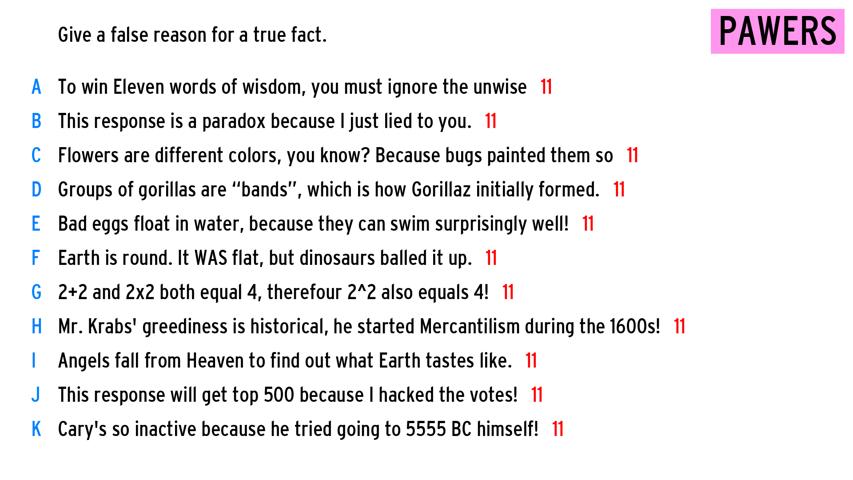 Give a false reason for a true fact.
PAWERS
A To win Eleven words of wisdom, you must ignore the unwise 11
B This response is a paradox because I just lied to you. 11
C Flowers are different colors, you know? Because bugs painted them so 11
D Groups of gorillas are “bands”, which is how Gorillaz initially formed. 11
E Bad eggs float in water, because they can swim surprisingly well! 11
F Earth is round. It WAS flat, but dinosaurs balled it up. 11
G 2+2 and 2x2 both equal 4, therefour 2^2 also equals 4! 11
H Mr. Krabs' greediness is historical, he started Mercantilism during the 1600s! 11
I Angels fall from Heaven to find out what Earth tastes like. 11
J This response will get top 500 because I hacked the votes! 11
K Cary's so inactive because he tried going to 5555 BC himself! 11